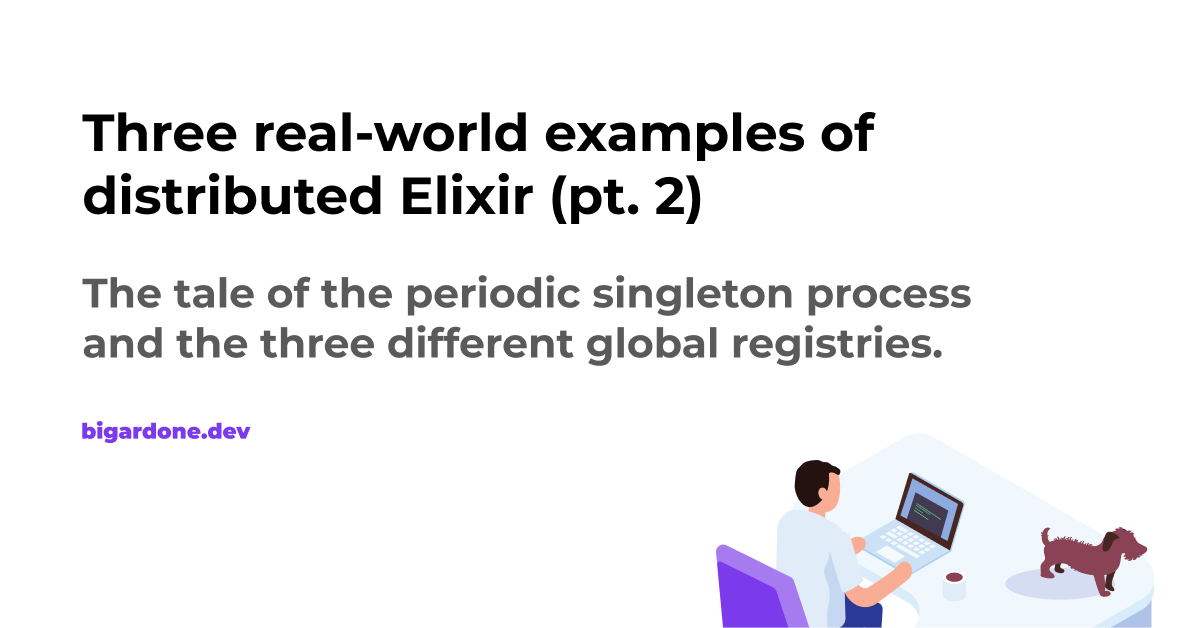 Three real-world examples of
distributed Elixir (pt. 2)
The tale of the periodic singleton process
and the three different global registries.
bigardone.dev